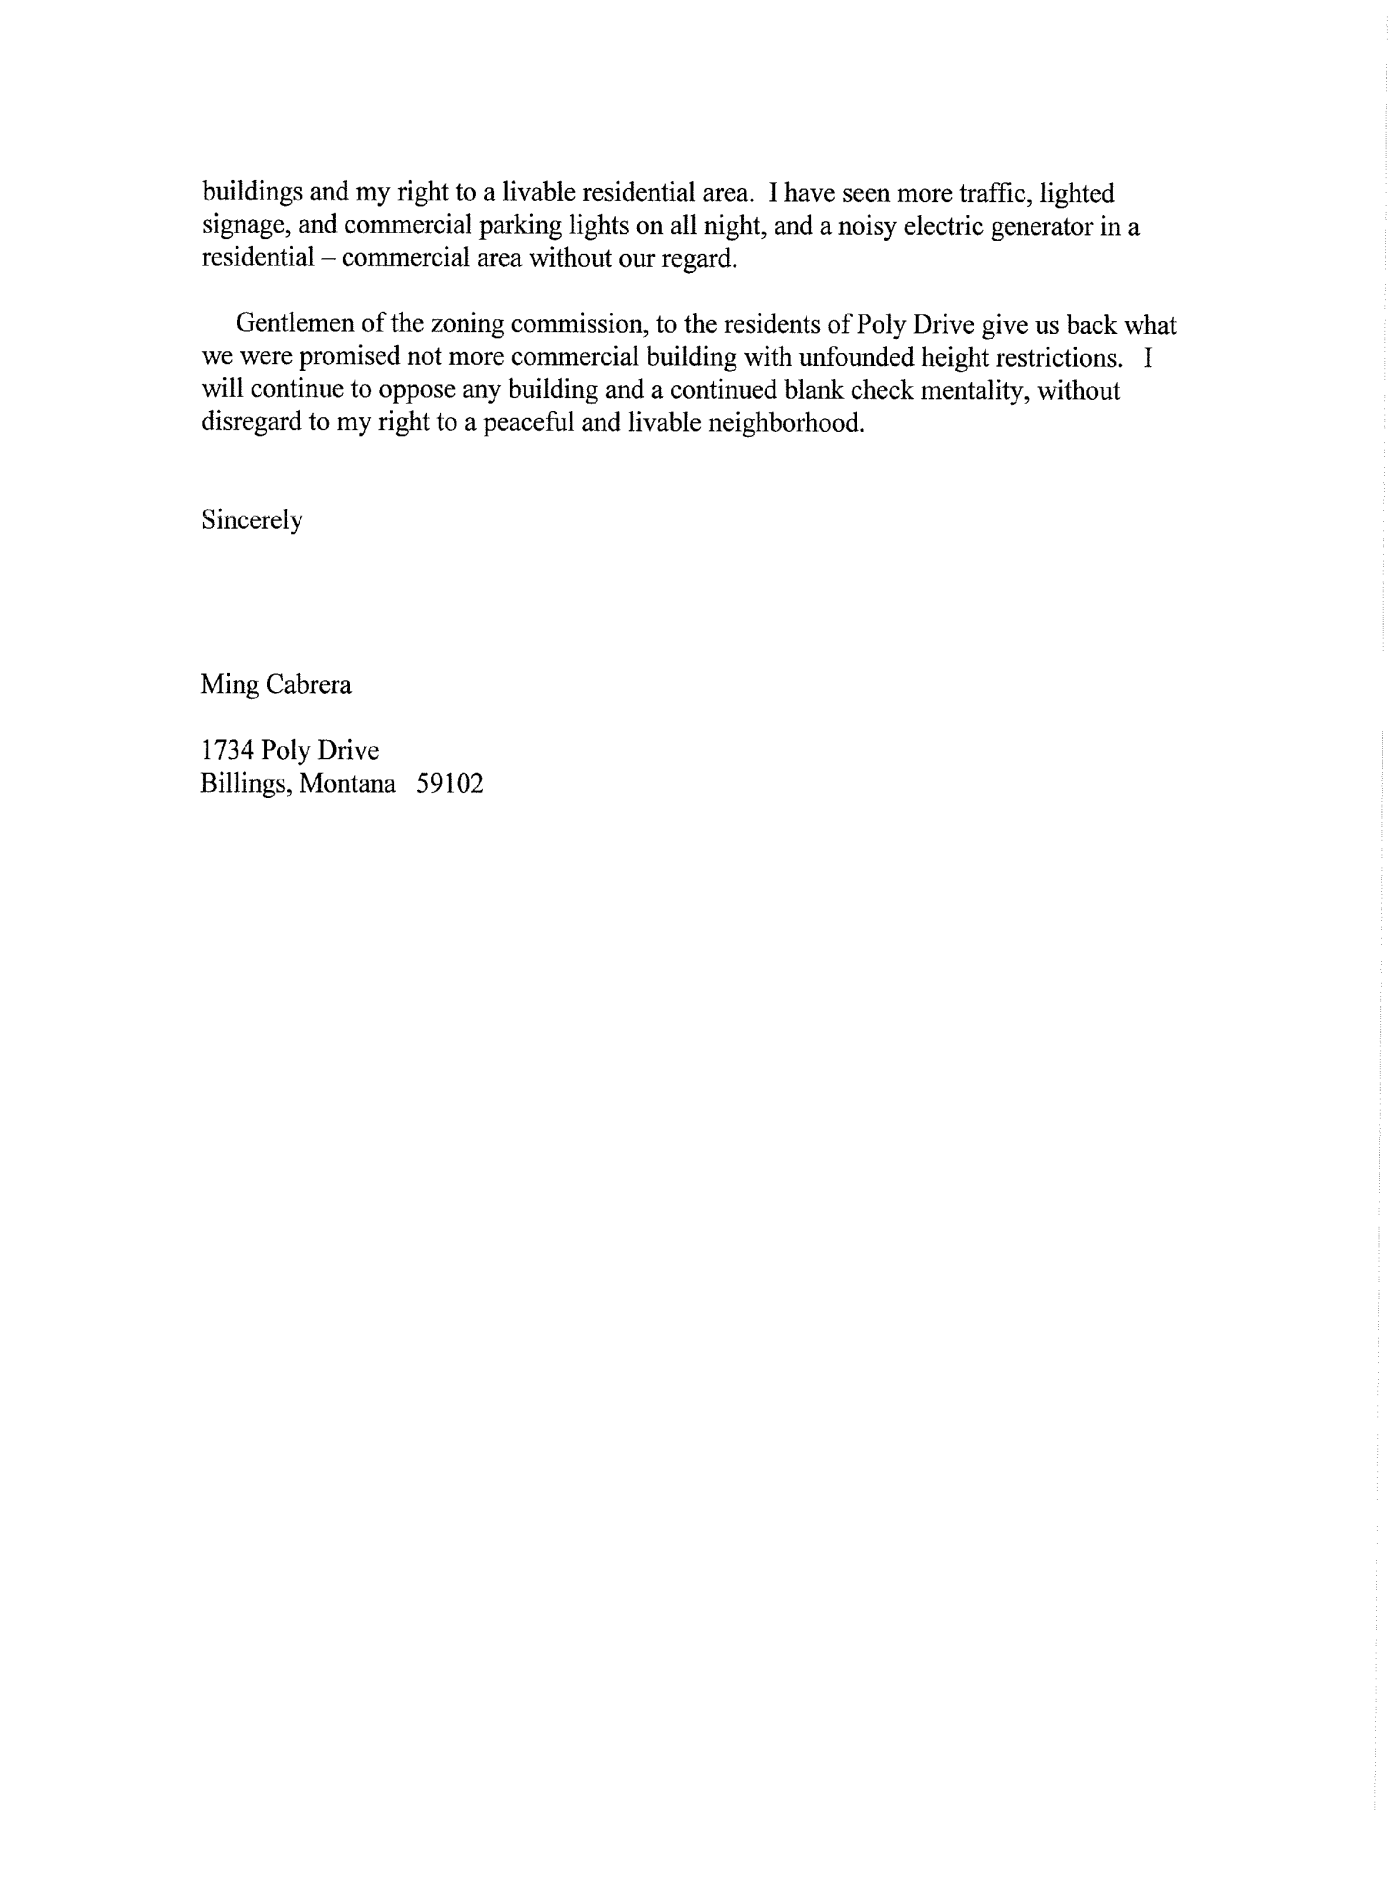 buildings and my right to a livable residential area.  I have seen more traffic, lighted
signage, and commercial parking lights on all night, and a noisy electric generator in a
residential – commercial area without our regard.
Gentlemen of the zoning commission, to the residents of Poly Drive give us back what
we were promised not more commercial building with unfounded height restrictions.   I
will continue to oppose any building and a continued blank check mentality, without
disregard to my right to a peaceful and livable neighborhood.
Sincerely
Ming Cabrera
1734 Poly Drive
Billings, Montana   59102